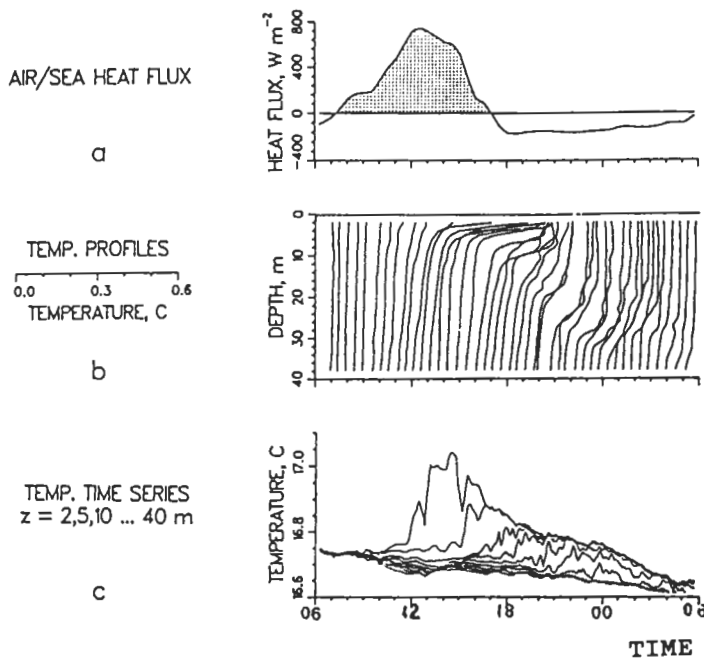 AIR/SEA HEAT FLUX
a
HEAT FLUX, W m⁻²
800
400
0
-400
TEMP. PROFILES
0.0 0.3 0.6
TEMPERATURE, C
b
DEPTH, m
0
10
20
30
40
TEMP. TIME SERIES
z = 2,5,10 ... 40 m
c
TEMPERATURE, C
17.0
16.8
16.6
06 12 18 00
TIME